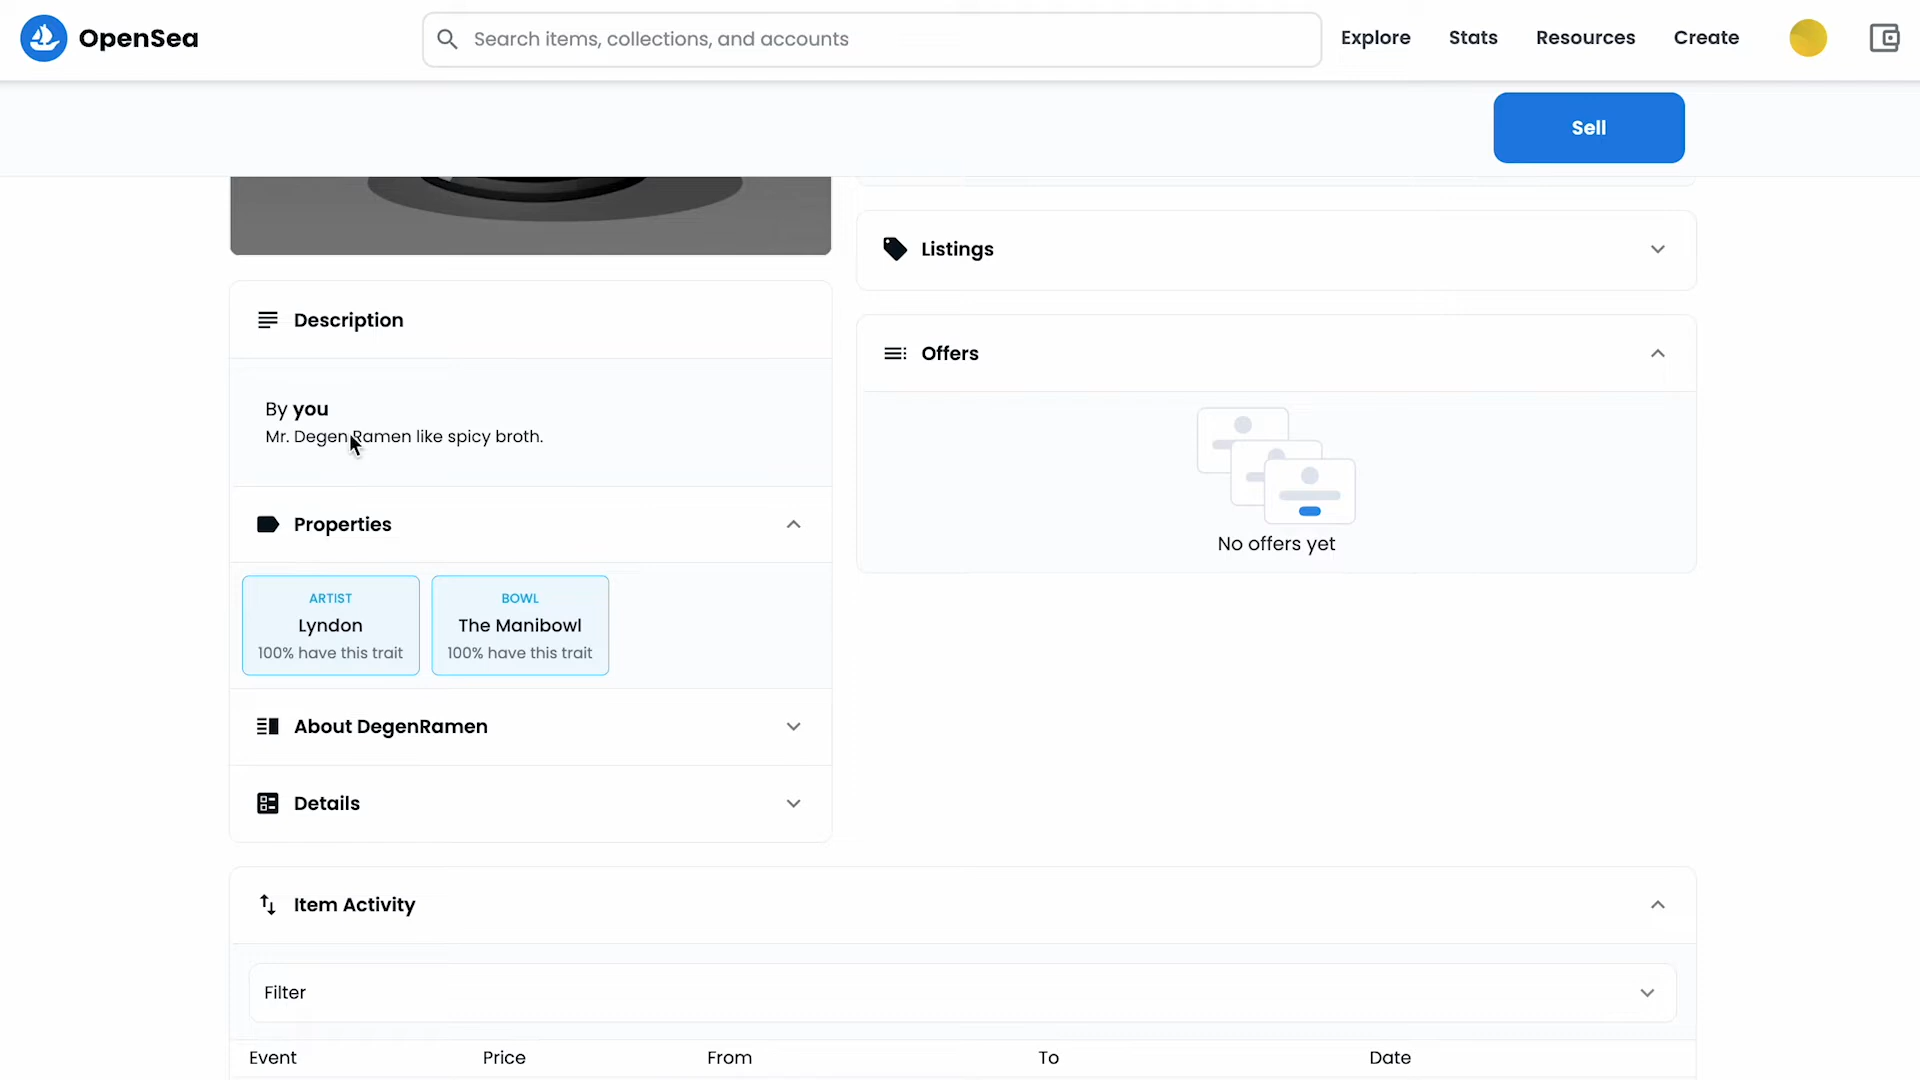 OpenSea
Search items, collections, and accounts
Explore
Stats
Resources
Create
Sell
Listings
Description
Offers
By you
Mr. Degen Ramen like spicy broth.
No offers yet
Properties
ARTIST
Lyndon
100% have this trait
BOWL
The Manibowl
100% have this trait
About DegenRamen
Details
Item Activity
Filter
Event
Price
From
To
Date